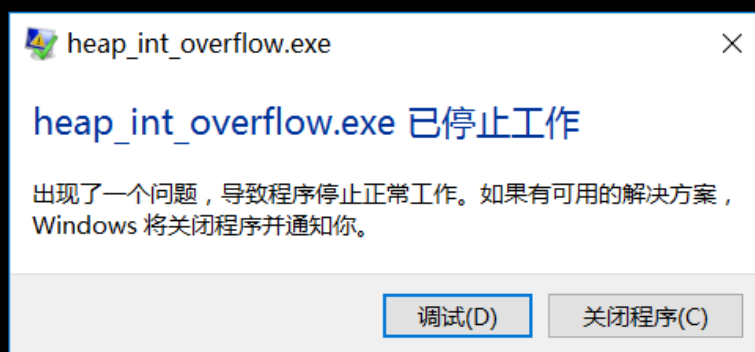 heap_int_overflow.exe
heap_int_overflow.exe 已停止工作
出现了一个问题，导致程序停止正常工作。如果有可用的解决方案，
Windows 将关闭程序并通知你。
调试(D) 关闭程序(C)